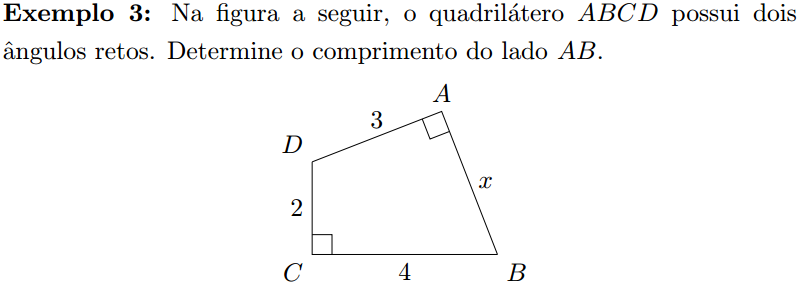 Exemplo 3: Na figura a seguir, o quadrilátero ABCD possui dois
ângulos retos. Determine o comprimento do lado AB.
A
3
D
x
2
C
4
B